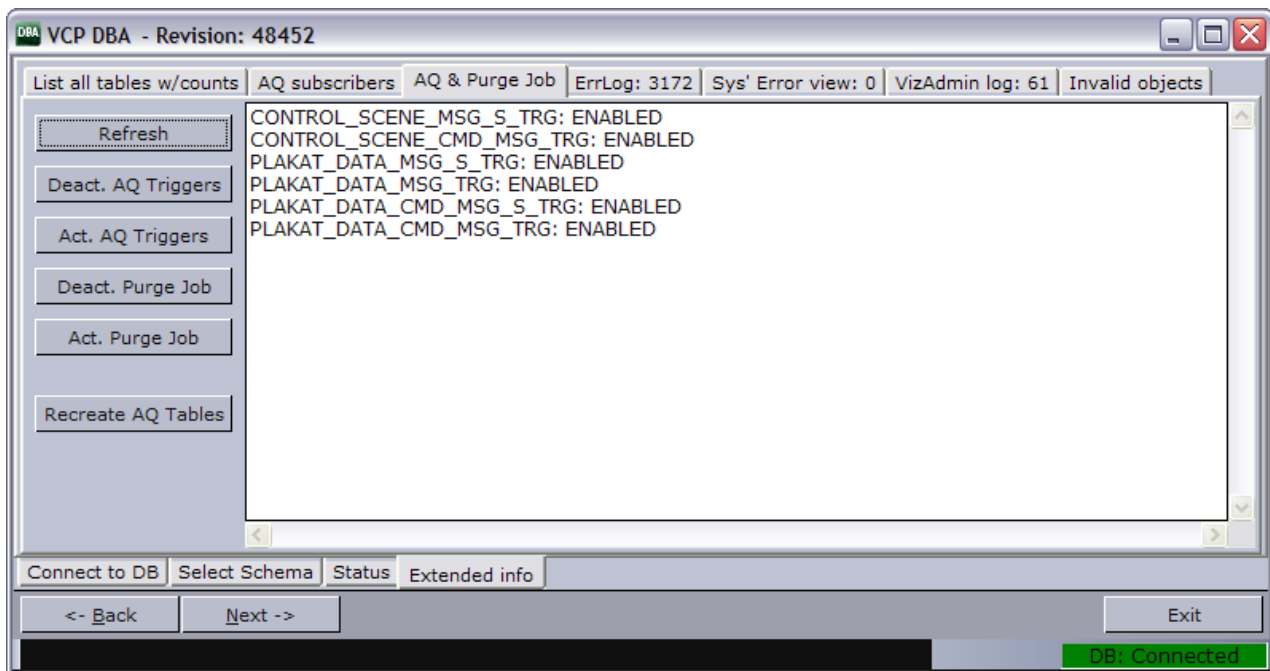 DBA VCP DBA - Revision: 48452
List all tables w/counts AQ subscribers AQ & Purge Job ErrLog: 3172 Sys' Error view: 0 VizAdmin log: 61 Invalid objects
Refresh
Deact. AQ Triggers
Act. AQ Triggers
Deact. Purge Job
Act. Purge Job
Recreate AQ Tables
CONTROL_SCENE_MSG_S_TRG: ENABLED
CONTROL_SCENE_CMD_MSG_TRG: ENABLED
PLAKAT_DATA_MSG_S_TRG: ENABLED
PLAKAT_DATA_MSG_TRG: ENABLED
PLAKAT_DATA_CMD_MSG_S_TRG: ENABLED
PLAKAT_DATA_CMD_MSG_TRG: ENABLED
Connect to DB Select Schema Status Extended info
<- Back Next -> Exit
DB: Connected